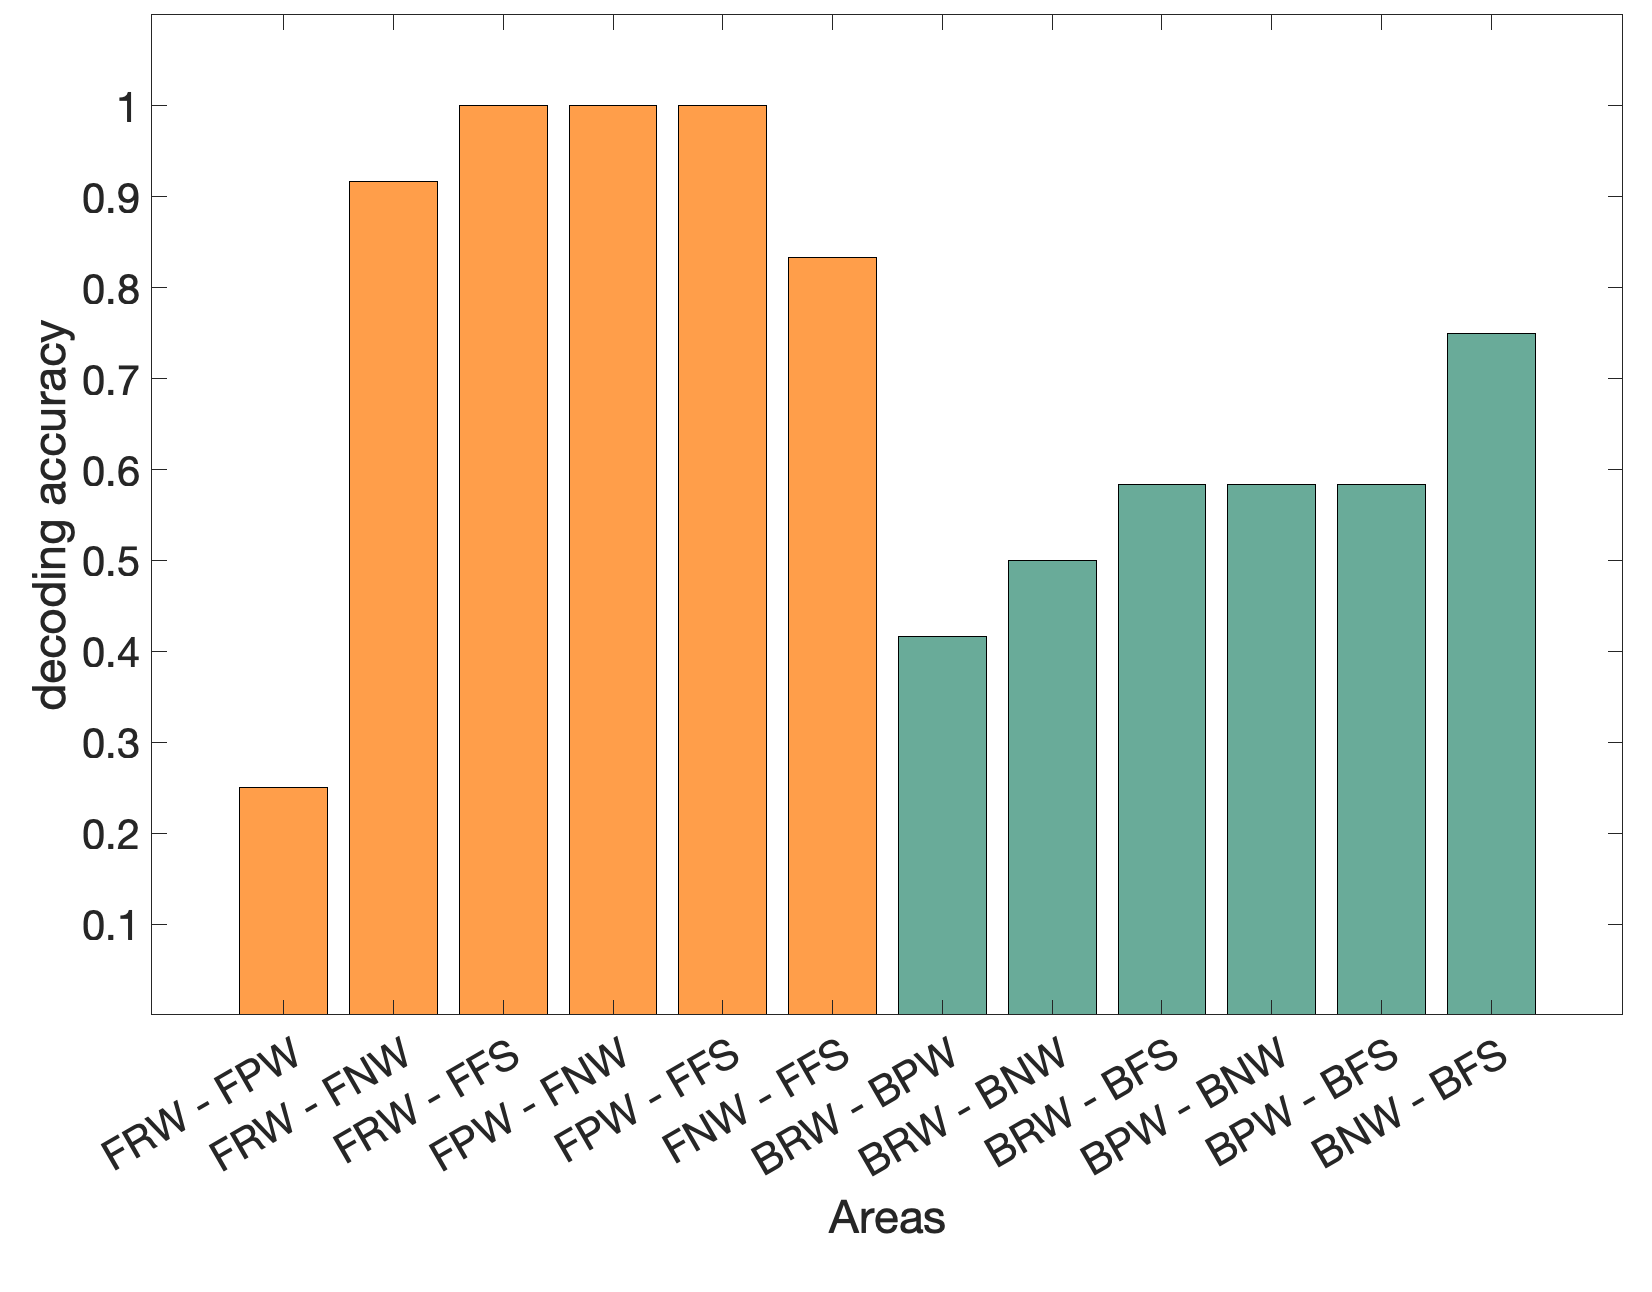 1
0.9
0.8
0.7
0.6
0.5
0.4
0.3
0.2
0.1
decoding accuracy
FRW - FPW
FRW - FNW
FRW - FFS
FPW - FNW
FPW - FFS
FNW - FFS
BRW - BPW
BRW - BNW
BRW - BFS
BPW - BNW
BPW - BFS
BNW - BFS
Areas